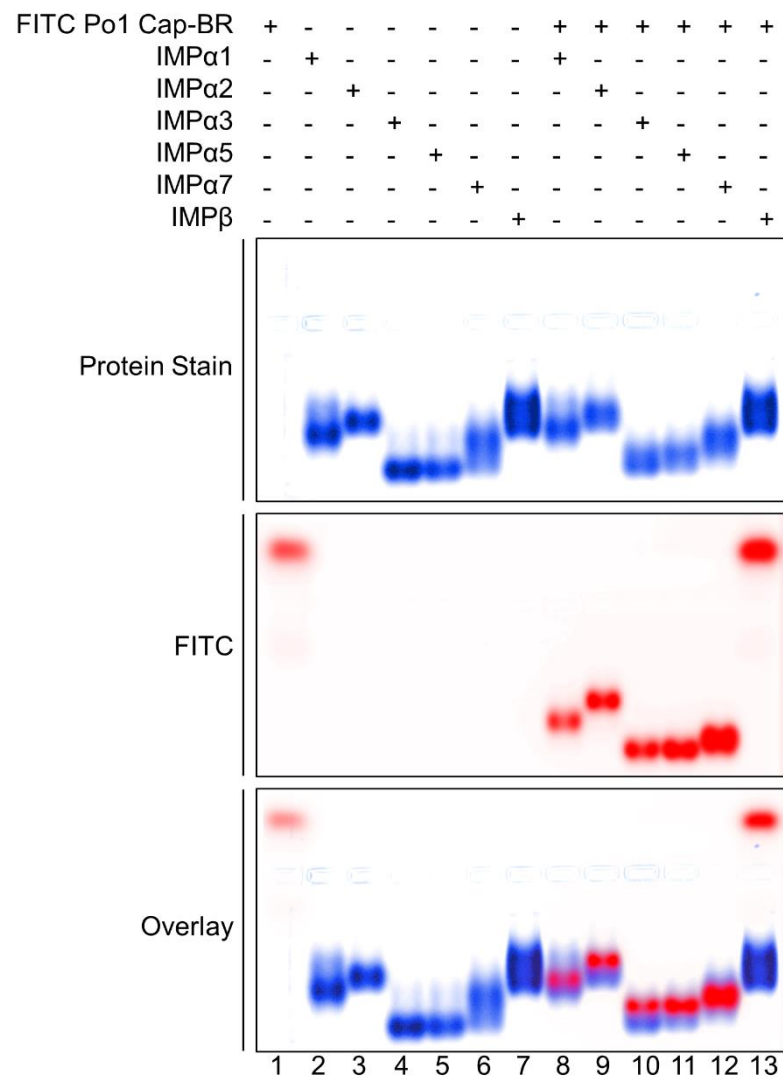 FITC Po1 Cap-BR + - - - - - - + + + + + +
IMPα1 - + - - - - - + - - - - -
IMPα2 - - + - - - - - + - - - -
IMPα3 - - - + - - - - - + - - -
IMPα5 - - - - + - - - - - + - -
IMPα7 - - - - - + - - - - - + -
IMPβ - - - - - - + - - - - - +
Protein Stain
FITC
Overlay
1 2 3 4 5 6 7 8 9 10 11 12 13